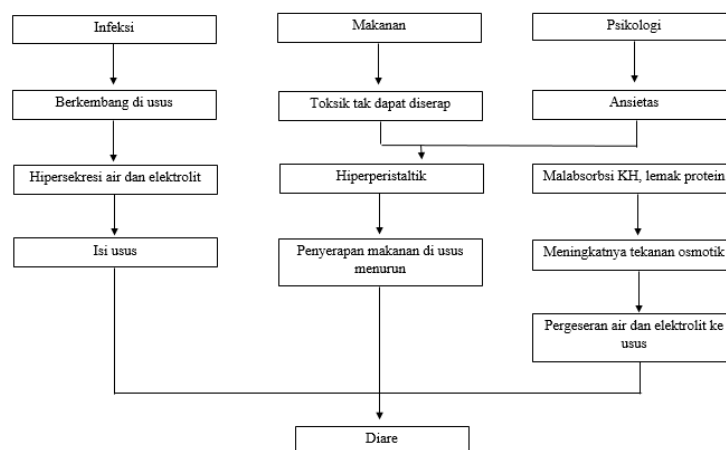 Infeksi
Makanan
Psikologi
Berkembang di usus
Toksik tak dapat diserap
Ansietas
Hipersekresi air dan elektrolit
Hiperperistaltik
Malabsorbsi KH, lemak protein
Isi usus
Penyerapan makanan di usus
menurun
Meningkatnya tekanan osmotik
Pergeseran air dan elektrolit ke
usus
Diare